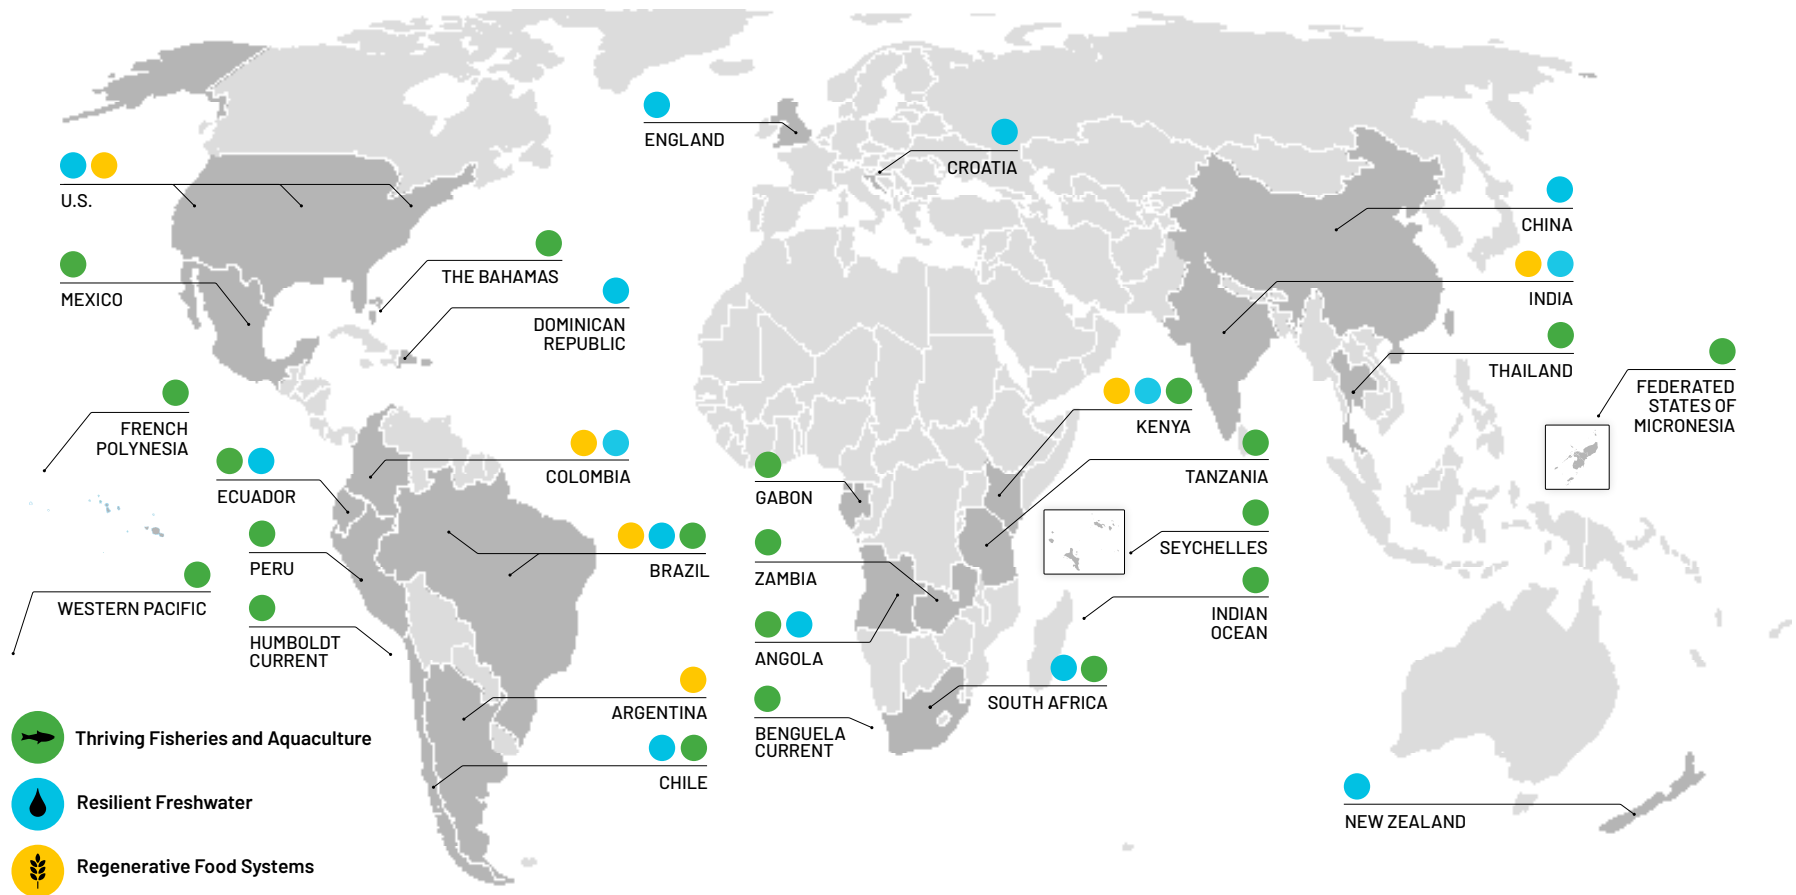 ENGLAND
CROATIA
U.S.
CHINA
THE BAHAMAS
MEXICO
INDIA
DOMINICAN
REPUBLIC
THAILAND
FEDERATED
STATES OF
MICRONESIA
FRENCH
POLYNESIA
KENYA
COLOMBIA
TANZANIA
ECUADOR
GABON
SEYCHELLES
PERU
BRAZIL
ZAMBIA
WESTERN PACIFIC
INDIAN
OCEAN
HUMBOLDT
CURRENT
ANGOLA
SOUTH AFRICA
ARGENTINA
BENGUELA
CURRENT
CHILE
NEW ZEALAND
Thriving Fisheries and Aquaculture
Resilient Freshwater
Regenerative Food Systems